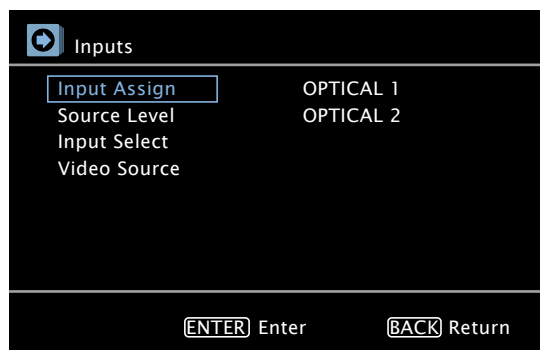 Inputs
Input Assign OPTICAL 1
Source Level OPTICAL 2
Input Select
Video Source
ENTER Enter BACK Return